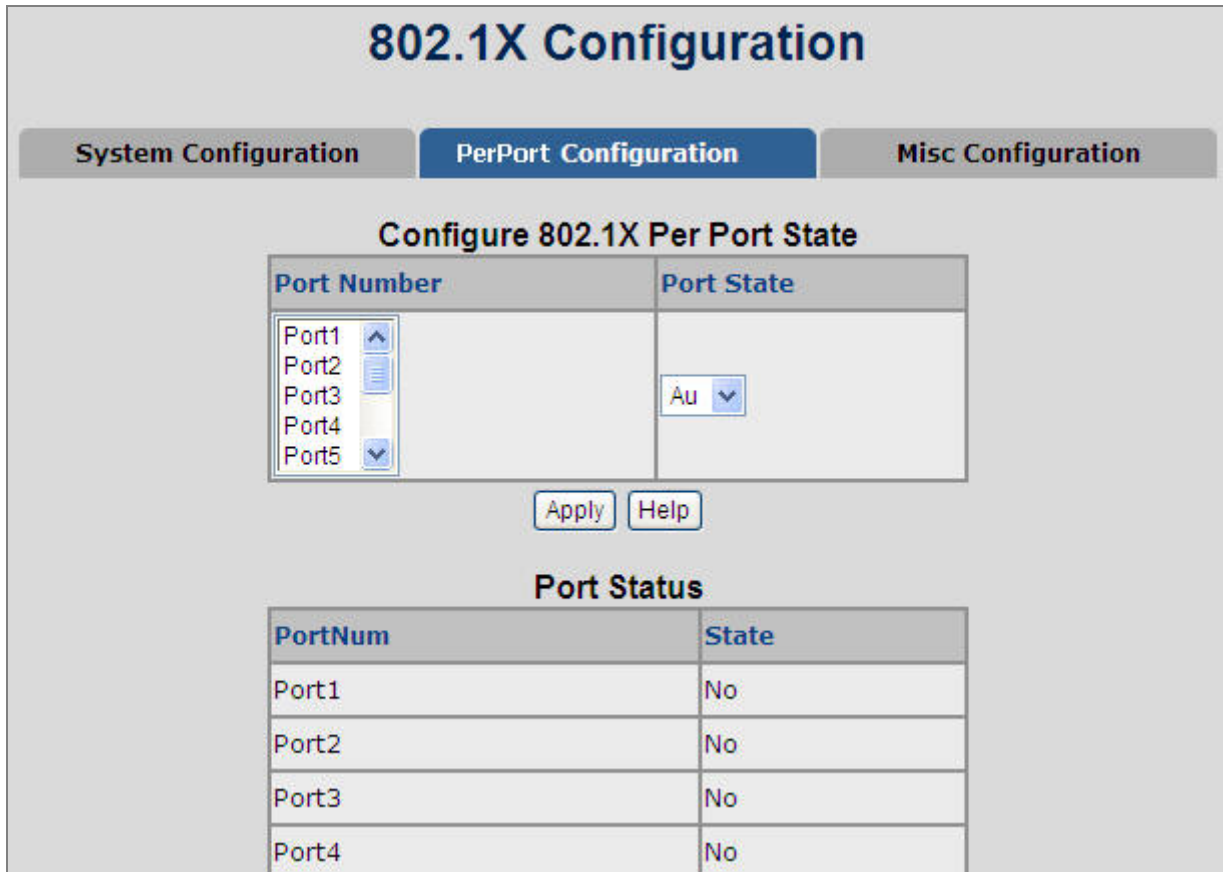 802.1X Configuration
System Configuration PerPort Configuration Misc Configuration
Configure 802.1X Per Port State
Port Number Port State
Port1
Port2
Port3
Port4
Port5
Au
Apply Help
Port Status
PortNum State
Port1 No
Port2 No
Port3 No
Port4 No